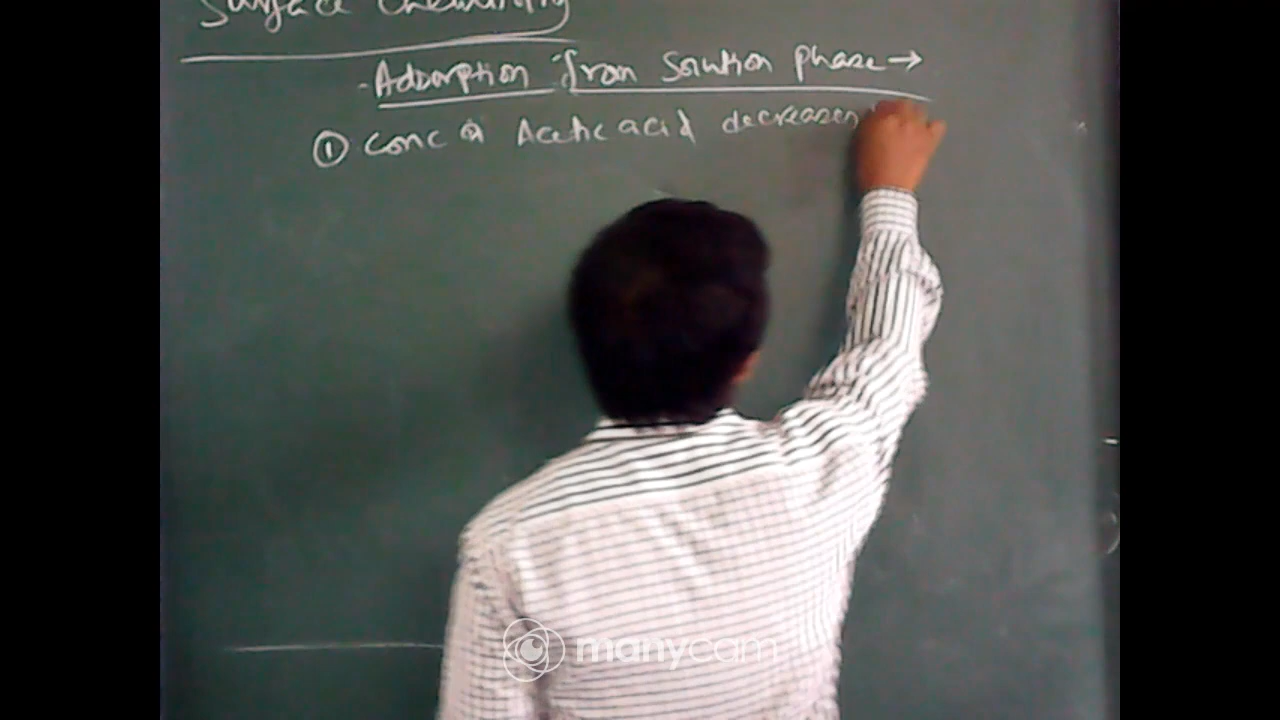 Surface Chemistry
- Adsorption from Solution phase →
① Conc of Acetic acid decreases
manycam